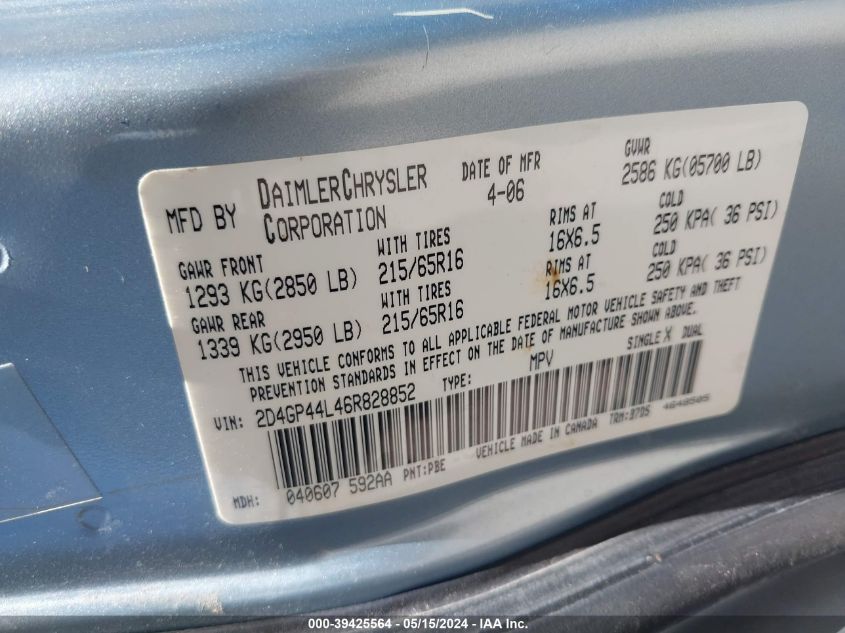 MFD BY DAIMLERCHRYSLER CORPORATION
DATE OF MFR 4-06
GVWR 2586 KG(05700 LB)
GAWR FRONT 1293 KG(2850 LB)
WITH TIRES 215/65R16
RIMS AT 16X6.5
COLD 250 KPA( 36 PSI)
GAWR REAR 1339 KG(2950 LB)
WITH TIRES 215/65R16
RIMS AT 16X6.5
COLD 250 KPA( 36 PSI)
THIS VEHICLE CONFORMS TO ALL APPLICABLE FEDERAL MOTOR VEHICLE SAFETY AND THEFT
PREVENTION STANDARDS IN EFFECT ON THE DATE OF MANUFACTURE SHOWN ABOVE.
VIN: 2D4GP44L46R828852 TYPE: MPV SINGLE X DUAL
MDH: 040607 592AA PNT:PBE VEHICLE MADE IN CANADA TRM:B7D5 4648505
000-39425564 - 05/15/2024 - IAA Inc.